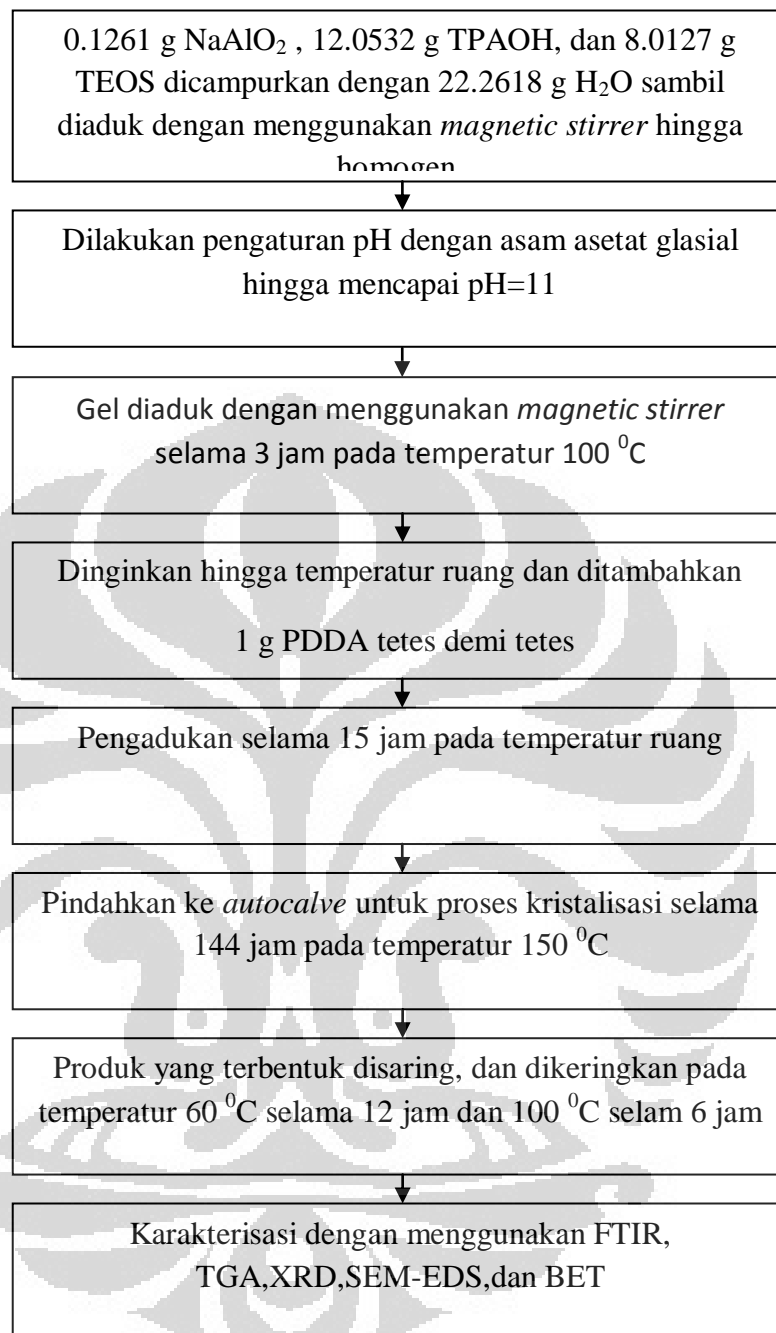 0.1261 g NaAlO₂ , 12.0532 g TPAOH, dan 8.0127 g
TEOS dicampurkan dengan 22.2618 g H₂O sambil
diaduk dengan menggunakan magnetic stirrer hingga
homogen
Dilakukan pengaturan pH dengan asam asetat glasial
hingga mencapai pH=11
Gel diaduk dengan menggunakan magnetic stirrer
selama 3 jam pada temperatur 100 ⁰C
Dinginkan hingga temperatur ruang dan ditambahkan
1 g PDDA tetes demi tetes
Pengadukan selama 15 jam pada temperatur ruang
Pindahkan ke autocalve untuk proses kristalisasi selama
144 jam pada temperatur 150 ⁰C
Produk yang terbentuk disaring, dan dikeringkan pada
temperatur 60 ⁰C selama 12 jam dan 100 ⁰C selam 6 jam
Karakterisasi dengan menggunakan FTIR,
TGA,XRD,SEM-EDS,dan BET